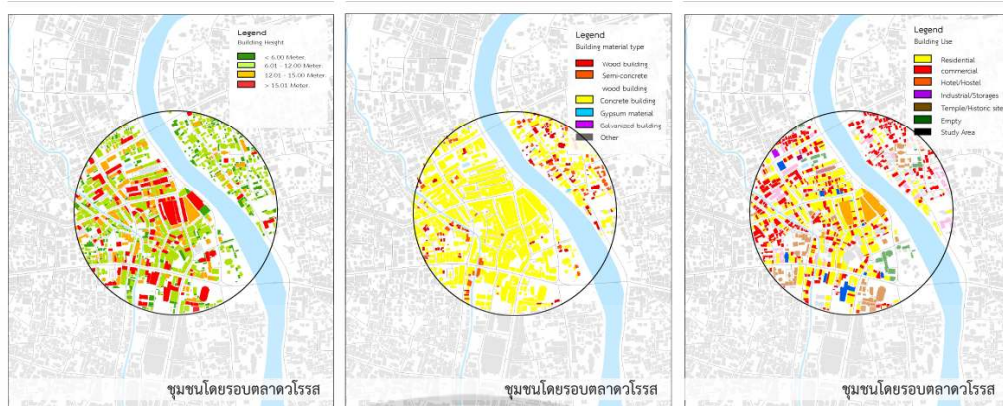 Legend
Building Height
< 6.00 Meter.
6.01 - 12.00 Meter.
12.01 - 15.00 Meter.
> 15.01 Meter.
ชุมชนโดยรอบตลาดวโรรส
Legend
Building material type
Wood building
Semi-concrete
wood building
Concrete building
Gypsum material
Galvanized building
Other
ชุมชนโดยรอบตลาดวโรรส
Legend
Building Use
Residential
commercial
Hotel/Hostel
Industrial/Storages
Temple/Historic site
Empty
Study Area
ชุมชนโดยรอบตลาดวโรรส